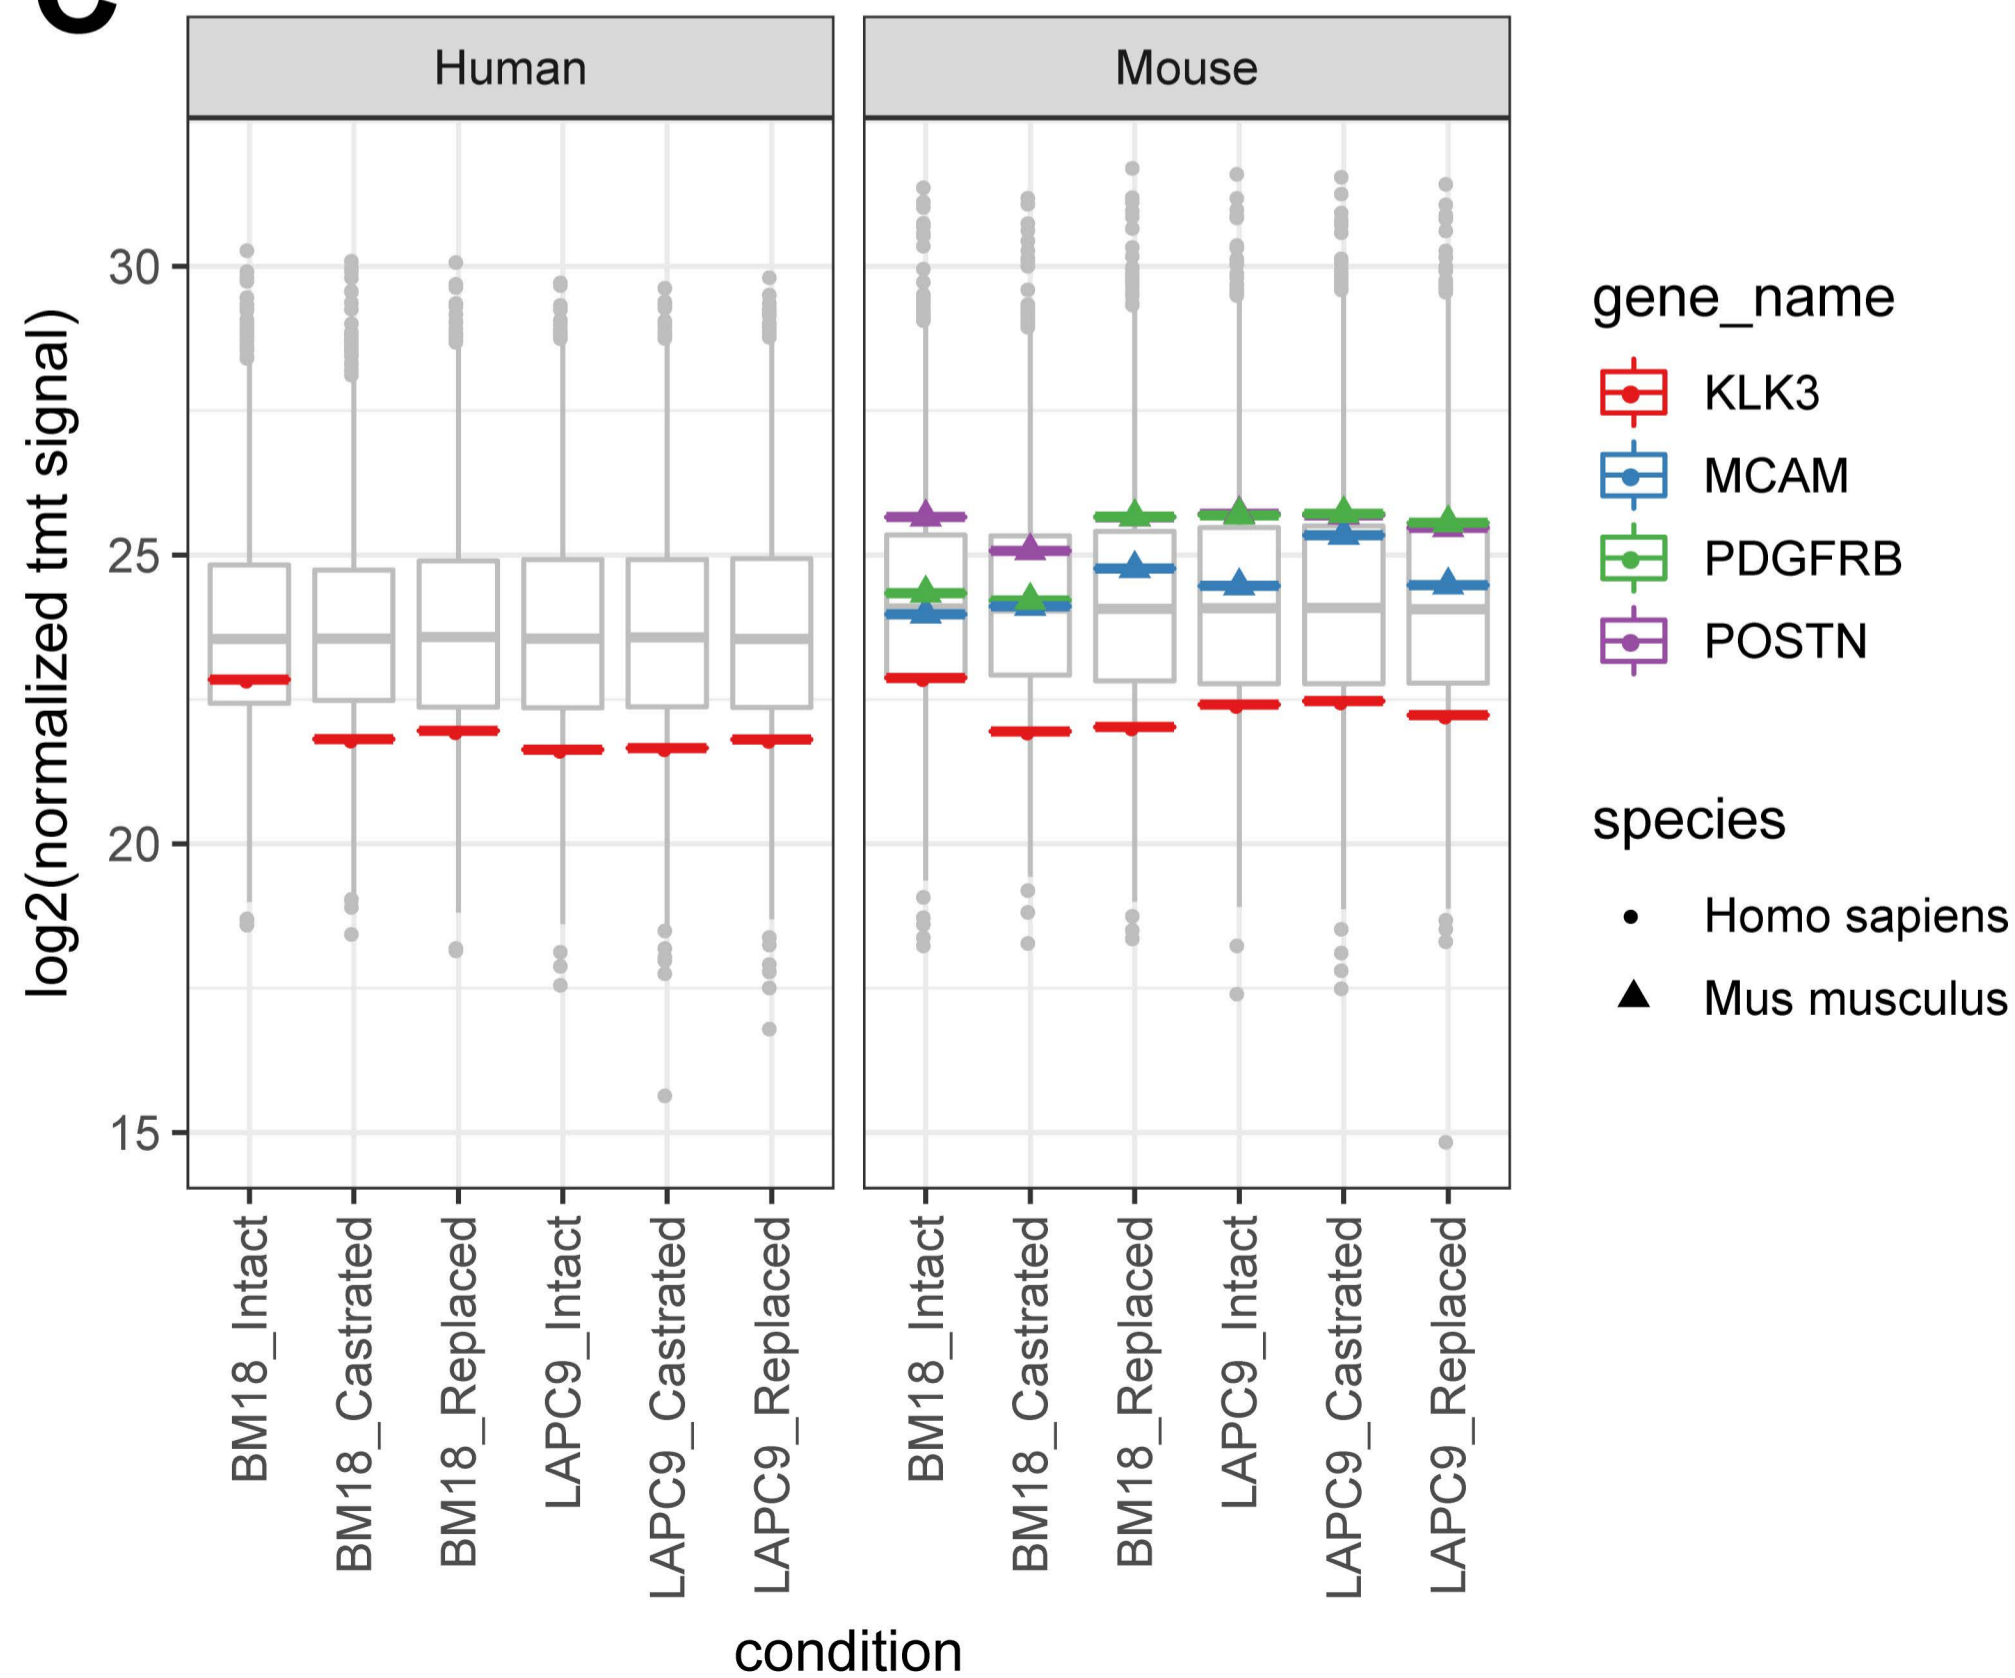 C
Human
Mouse
log2(normalized tmt signal)
30
25
20
15
BM18_Intact
BM18_Castrated
BM18_Replaced
LAPC9_Intact
LAPC9_Castrated
LAPC9_Replaced
BM18_Intact
BM18_Castrated
BM18_Replaced
LAPC9_Intact
LAPC9_Castrated
LAPC9_Replaced
condition
gene_name
KLK3
MCAM
PDGFRB
POSTN
species
Homo sapiens
Mus musculus